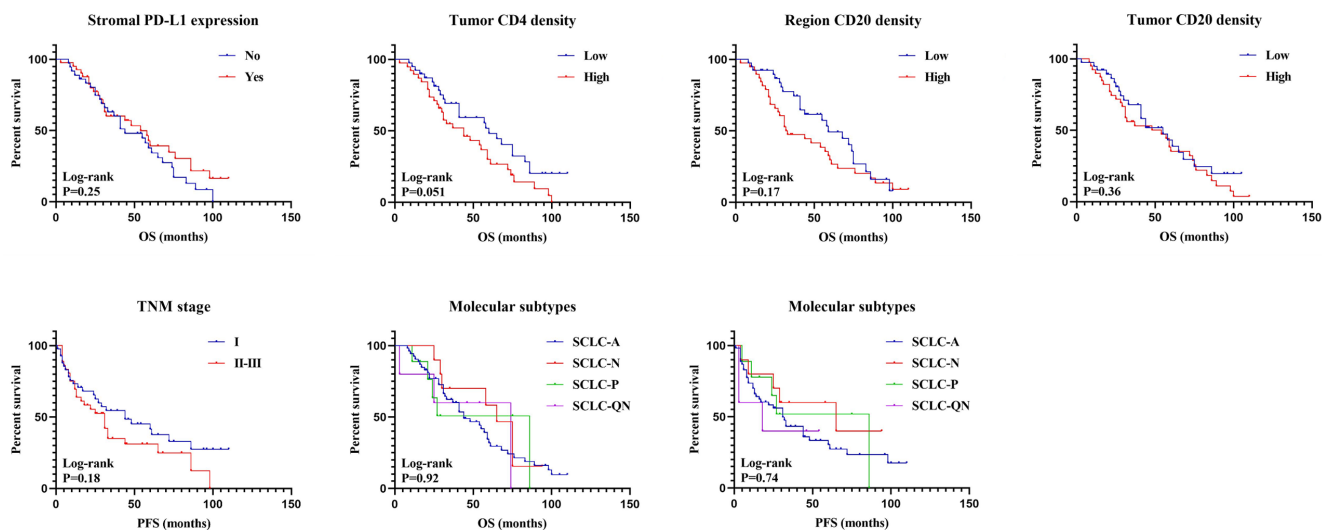 Stromal PD-L1 expression
Percent survival
100
50
0
No
Yes
Log-rank
P=0.25
0 50 100 150
OS (months)
Tumor CD4 density
Percent survival
100
50
0
Low
High
Log-rank
P=0.051
0 50 100 150
OS (months)
Region CD20 density
Percent survival
100
50
0
Low
High
Log-rank
P=0.17
0 50 100 150
OS (months)
Tumor CD20 density
Percent survival
100
50
0
Low
High
Log-rank
P=0.36
0 50 100 150
OS (months)
TNM stage
Percent survival
100
50
0
I
II-III
Log-rank
P=0.18
0 50 100 150
PFS (months)
Molecular subtypes
Percent survival
100
50
0
SCLC-A
SCLC-N
SCLC-P
SCLC-QN
Log-rank
P=0.92
0 50 100 150
OS (months)
Molecular subtypes
Percent survival
100
50
0
SCLC-A
SCLC-N
SCLC-P
SCLC-QN
Log-rank
P=0.74
0 50 100 150
PFS (months)